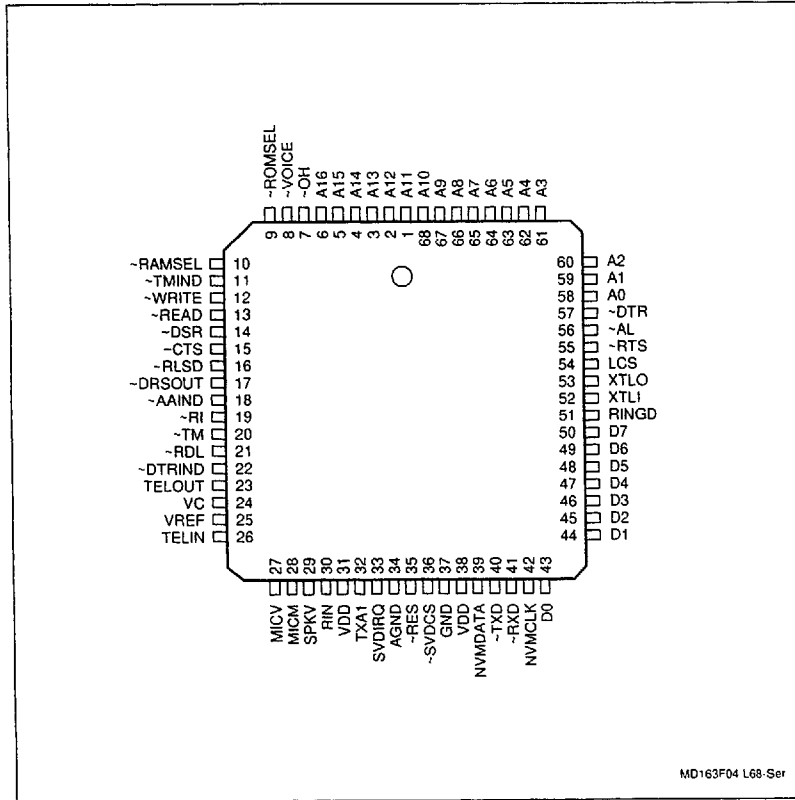 ~ROMSEL
~VOICE
~OH
A16
A15
A14
A13
A12
A11
A10
A9
A8
A7
A6
A5
A4
A3
9
8
7
6
5
4
3
2
1
68
67
66
65
64
63
62
61
~RAMSEL 10
~TMIND 11
~WRITE 12
~READ 13
~DSR 14
~CTS 15
~RLSD 16
~DRSOUT 17
~AAIND 18
~RI 19
~TM 20
~RDL 21
~DTRIND 22
TELOUT 23
VC 24
VREF 25
TELIN 26
60 A2
59 A1
58 A0
57 ~DTR
56 ~AL
55 ~RTS
54 LCS
53 XTLO
52 XTLI
51 RINGD
50 D7
49 D6
48 D5
47 D4
46 D3
45 D2
44 D1
27
28
29
30
31
32
33
34
35
36
37
38
39
40
41
42
43
MICV
MICM
SPKV
RIN
VDD
TXA1
SVDIRQ
AGND
~RES
~SVDCS
GND
VDD
NVMDATA
~TXD
~RXD
NVMCLK
D0
MD163F04 L68-Ser